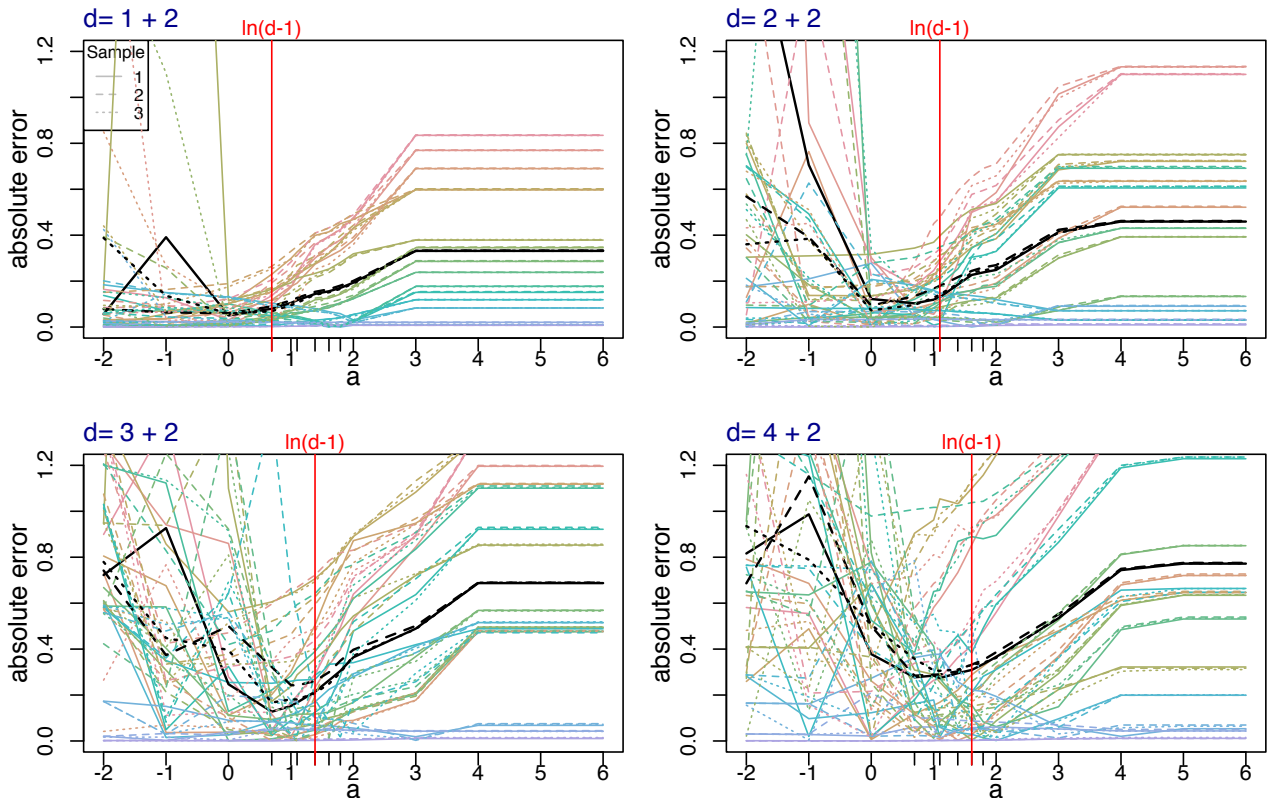 d= 1 + 2
ln(d-1)
Sample
1
2
3
absolute error
0.0 0.4 0.8 1.2
-2 -1 0 1 2 3 4 5 6
a
d= 2 + 2
ln(d-1)
absolute error
0.0 0.4 0.8 1.2
-2 -1 0 1 2 3 4 5 6
a
d= 3 + 2
ln(d-1)
absolute error
0.0 0.4 0.8 1.2
-2 -1 0 1 2 3 4 5 6
a
d= 4 + 2
ln(d-1)
absolute error
0.0 0.4 0.8 1.2
-2 -1 0 1 2 3 4 5 6
a